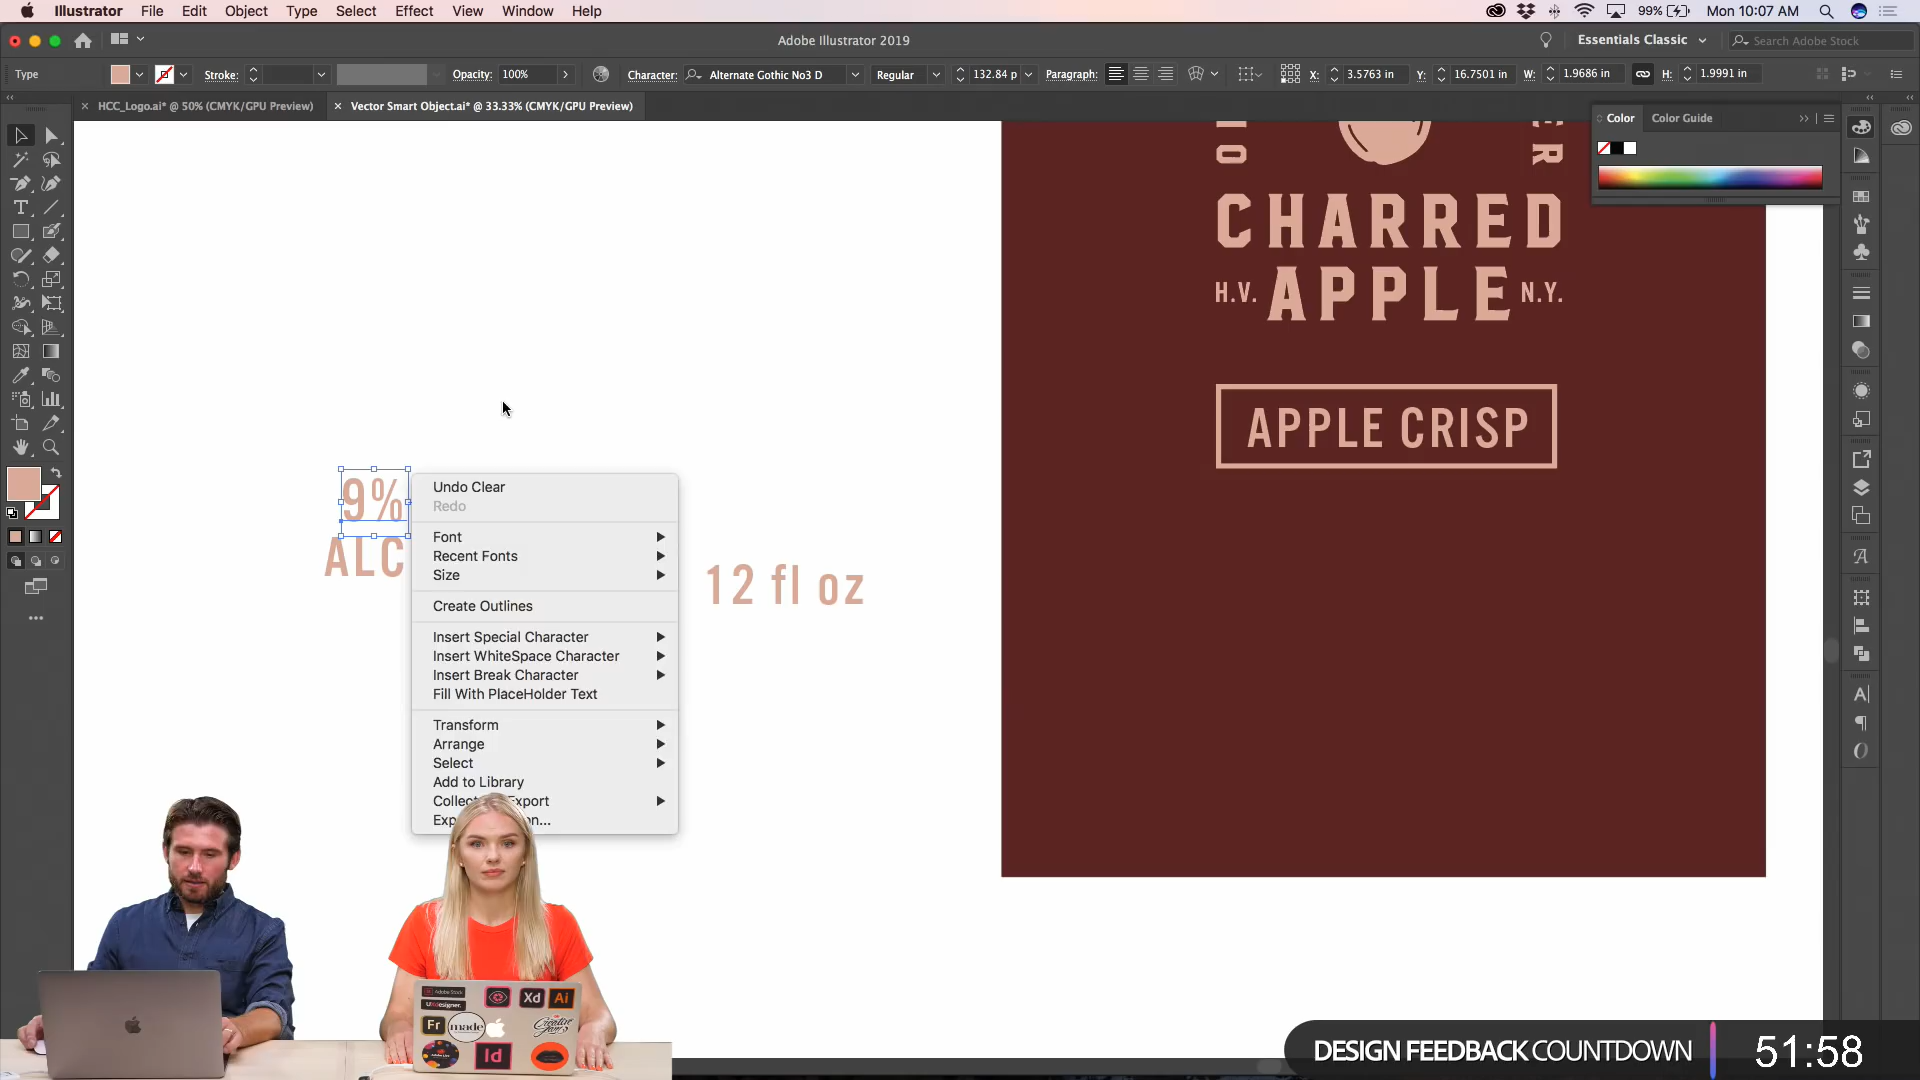 Illustrator File Edit Object Type Select Effect View Window Help
99% Mon 10:07 AM
Adobe Illustrator 2019
Essentials Classic
Search Adobe Stock
Type
Stroke:
Opacity: 100%
Character: Alternate Gothic No3 D
Regular
132.84 p
Paragraph:
X: 3.5763 in
Y: 16.7501 in
W: 1.9686 in
H: 1.9991 in
HCC_Logo.ai* @ 50% (CMYK/GPU Preview)
Vector Smart Object.ai* @ 33.33% (CMYK/GPU Preview)
Color Color Guide
CHARRED
H.V. APPLE N.Y.
APPLE CRISP
9%
ALC
12 fl oz
Undo Clear
Redo
Font
Recent Fonts
Size
Create Outlines
Insert Special Character
Insert WhiteSpace Character
Insert Break Character
Fill With PlaceHolder Text
Transform
Arrange
Select
Add to Library
Adobe Stock
UXdesigner.
Xd Ai
Fr made
Creative Jam
Id
DESIGN FEEDBACK COUNTDOWN 51:58